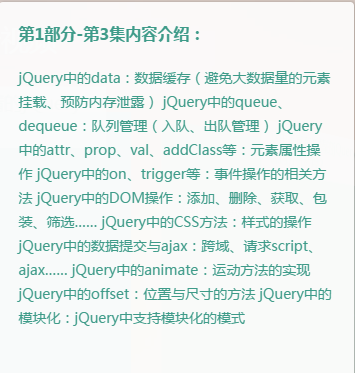 第1部分-第3集内容介绍：
jQuery中的data：数据缓存（避免大数据量的元素
挂载、预防内存泄露） jQuery中的queue、
dequeue：队列管理（入队、出队管理） jQuery
中的attr、prop、val、addClass等：元素属性操
作 jQuery中的on、trigger等：事件操作的相关方
法 jQuery中的DOM操作：添加、删除、获取、包
装、筛选…… jQuery中的CSS方法：样式的操作
jQuery中的数据提交与ajax：跨域、请求script、
ajax…… jQuery中的animate：运动方法的实现
jQuery中的offset：位置与尺寸的方法 jQuery中的
模块化：jQuery中支持模块化的模式